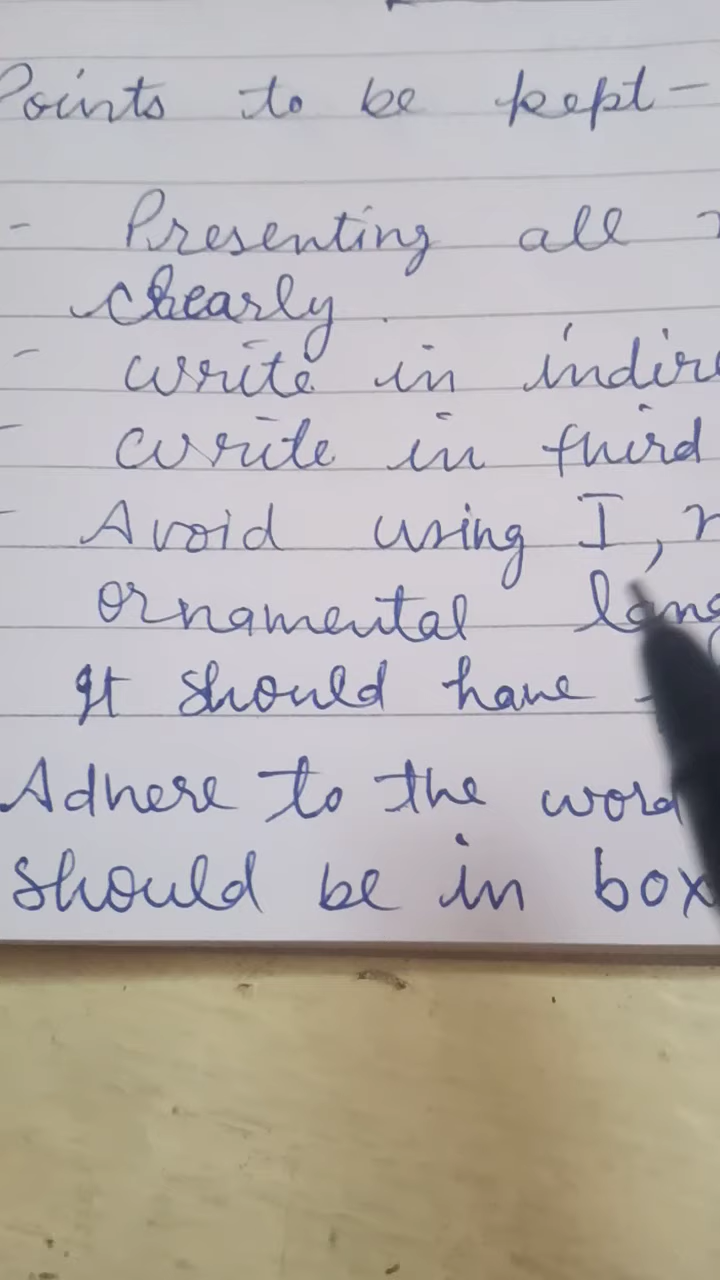 Points to be kept-
- Presenting all
clearly.
- write in
- write in third
- Avoid using I,
ornamental
It should have
Adhere to the word
should be in box